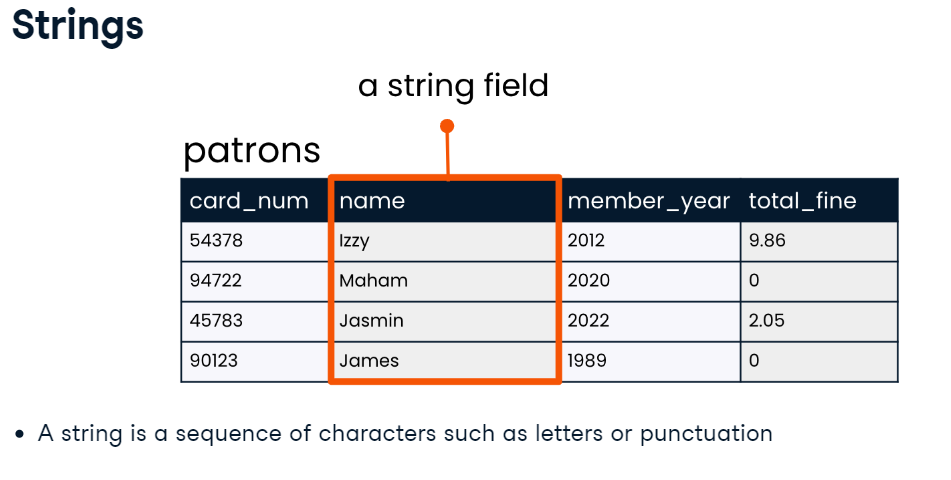 Strings
a string field
patrons
card_num name member_year total_fine
54378 Izzy 2012 9.86
94722 Maham 2020 0
45783 Jasmin 2022 2.05
90123 James 1989 0
• A string is a sequence of characters such as letters or punctuation